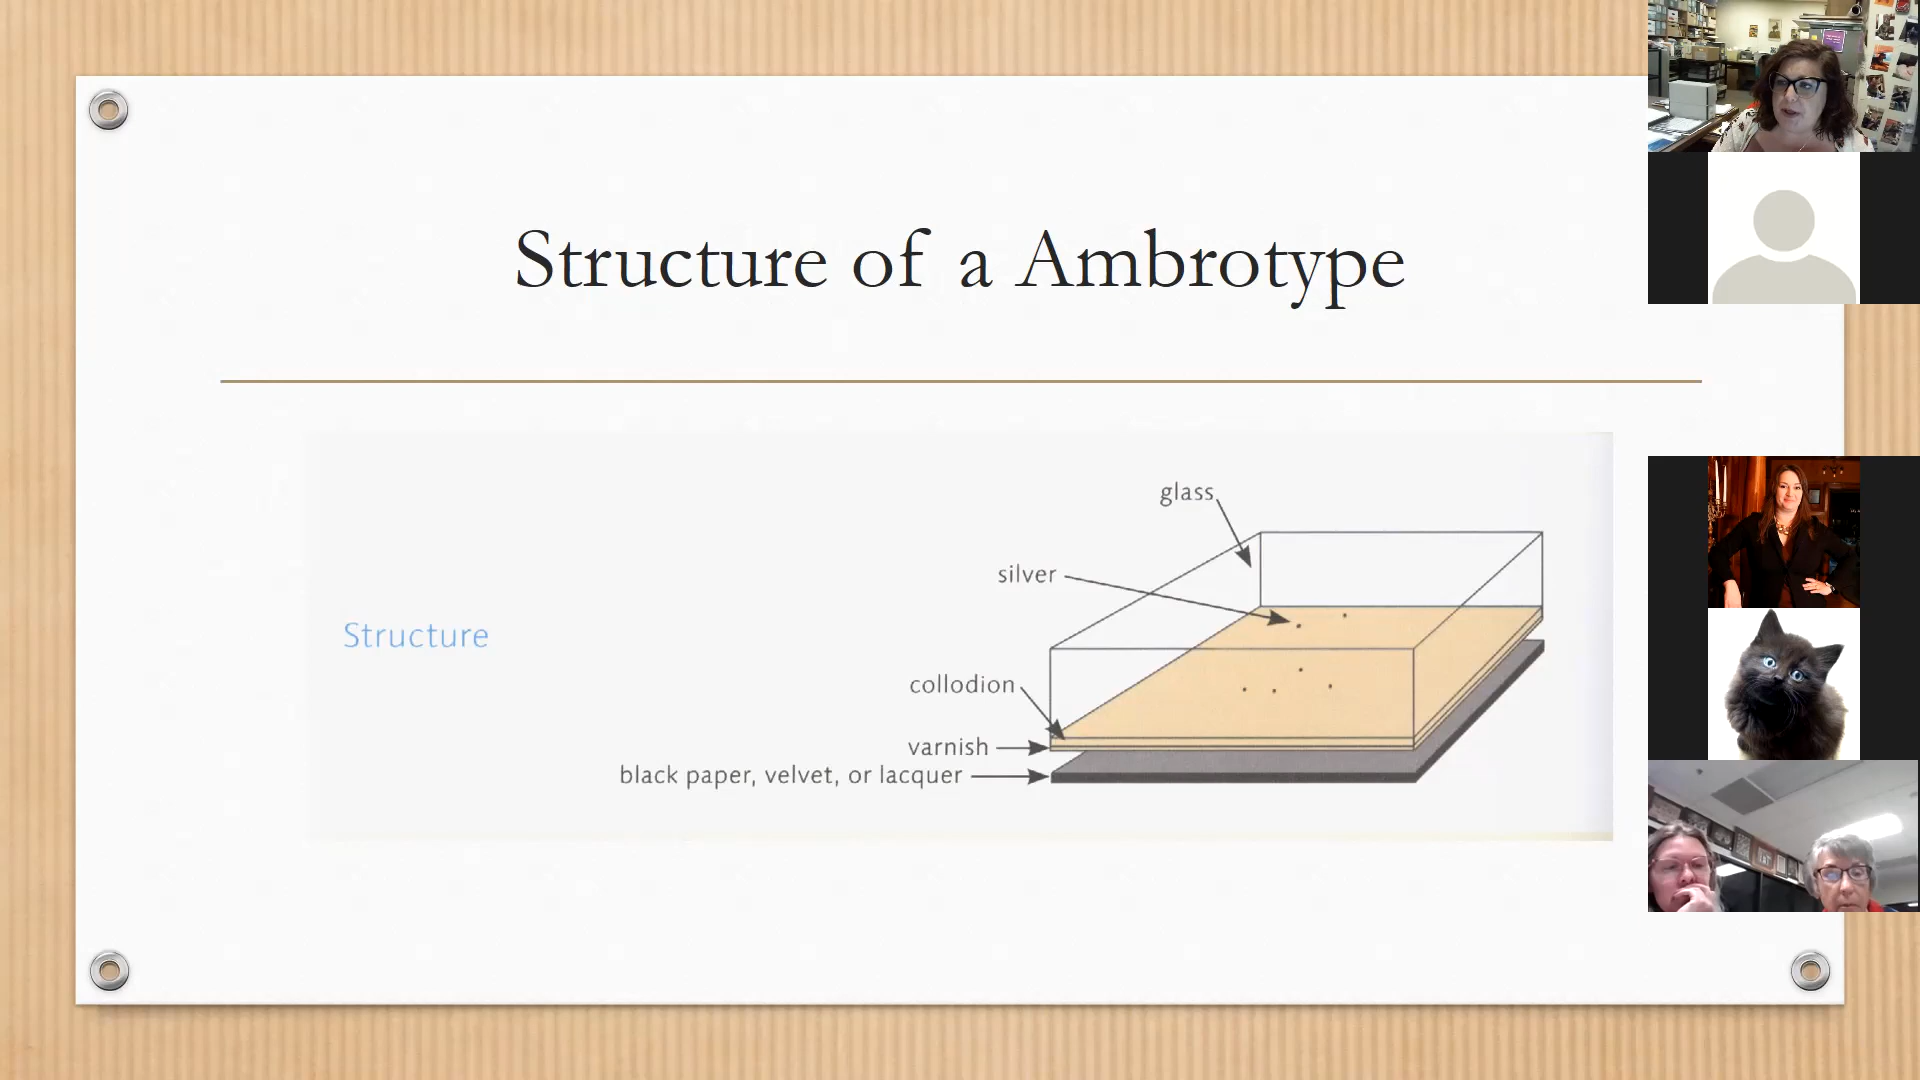 Structure of a Ambrotype
glass
silver
Structure
collodion
varnish
black paper, velvet, or lacquer